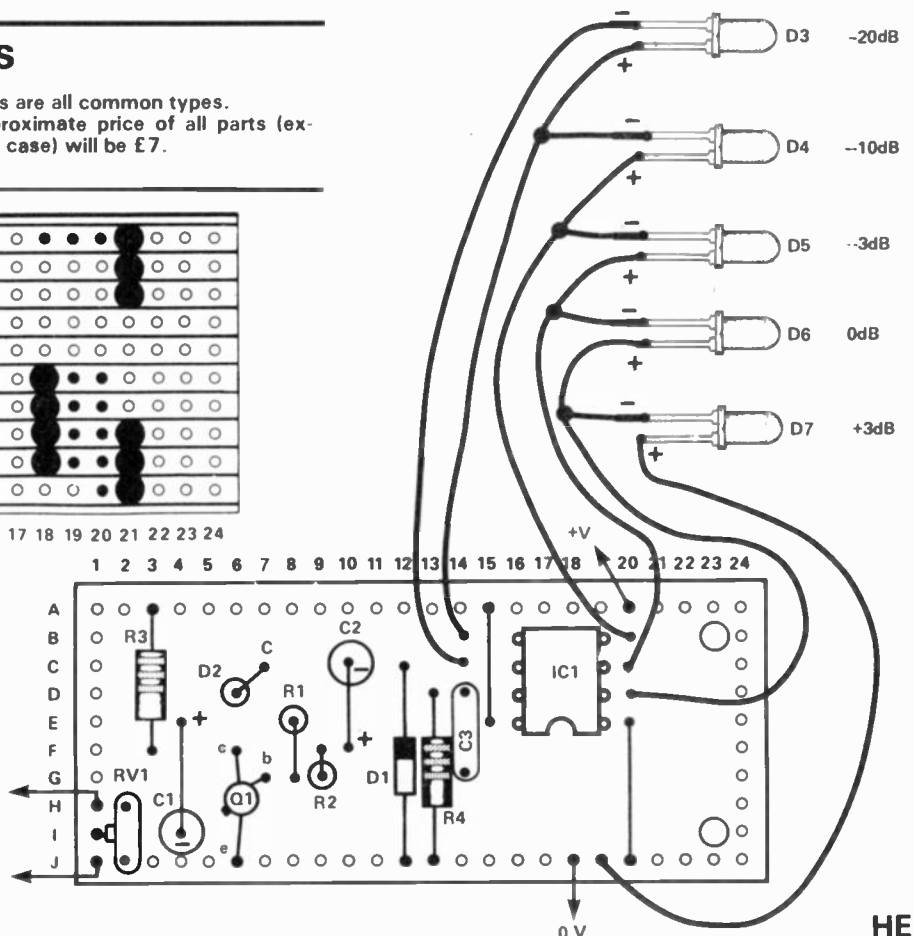 s
s are all common types.
roximate price of all parts (ex-
case) will be £7.
D3 -20dB
D4 --10dB
D5 --3dB
D6 0dB
D7 +3dB
17 18 19 20 21 22 23 24
+V
1 2 3 4 5 6 7 8 9 10 11 12 13 14 15 16 17 18 20 21 22 23 24
A
B
C
D
E
F
G
H
I
J
R3
C2
C
D2
IC1
R1
+
c
b
+
C3
RV1
C1
Q1
R2
D1
R4
e
0 V
HE